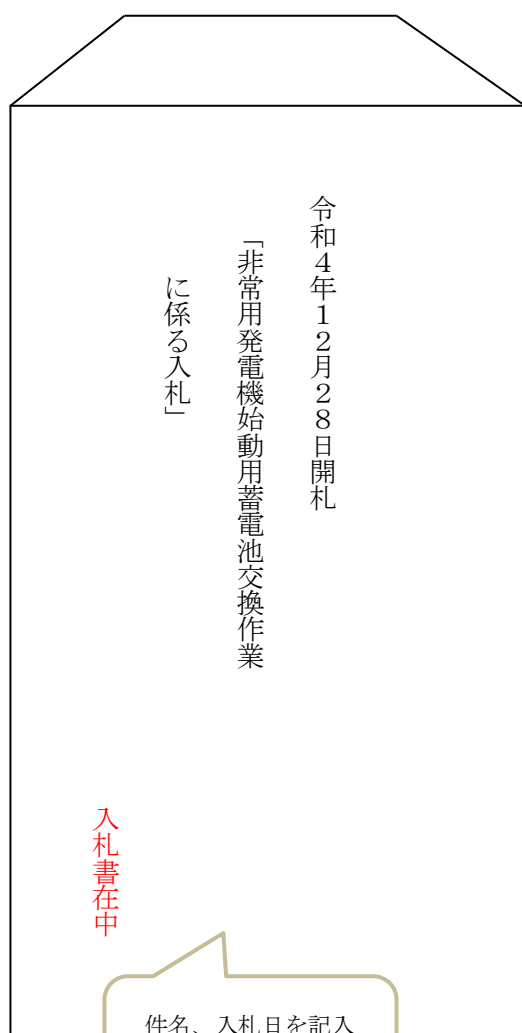 令和４年１２月２８日開札
「非常用発電機始動用蓄電池交換作業
に係る入札」
入札書在中
件名、入札日を記入